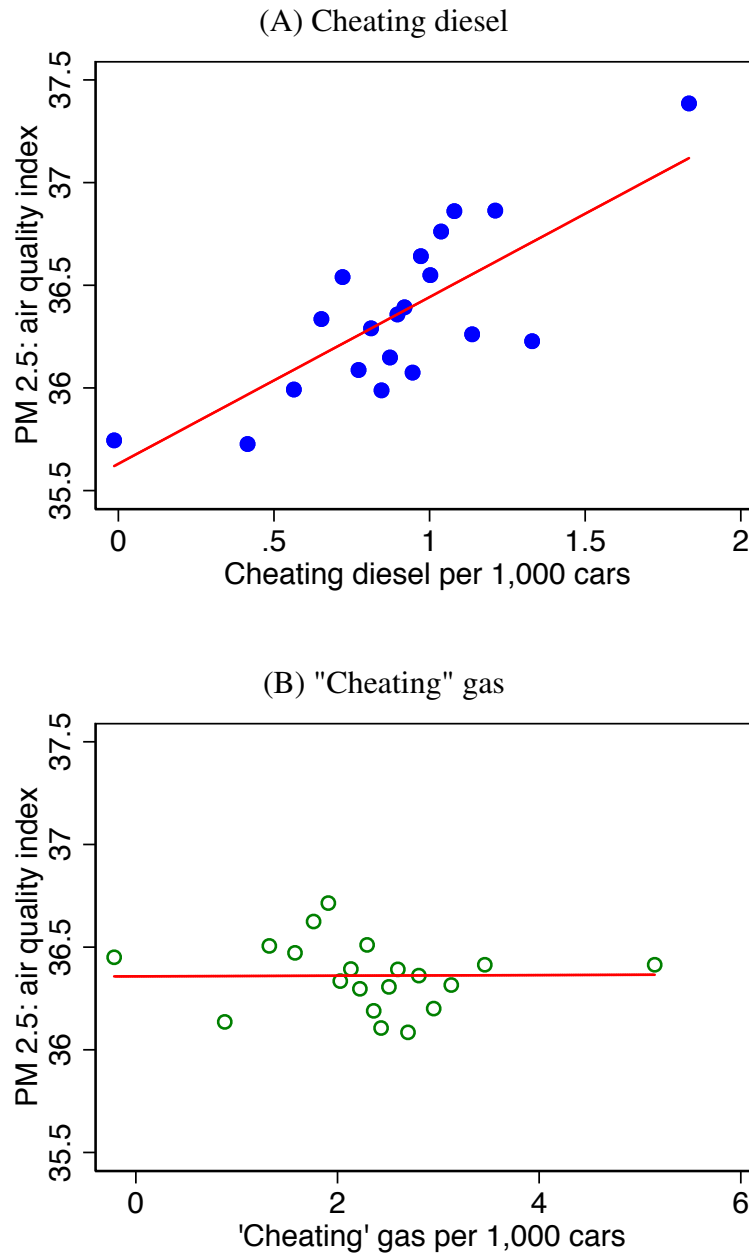 (A) Cheating diesel
37.5
37
36.5
36
35.5
PM 2.5: air quality index
0 .5 1 1.5 2
Cheating diesel per 1,000 cars
(B) "Cheating" gas
37.5
37
36.5
36
35.5
PM 2.5: air quality index
0 2 4 6
'Cheating' gas per 1,000 cars